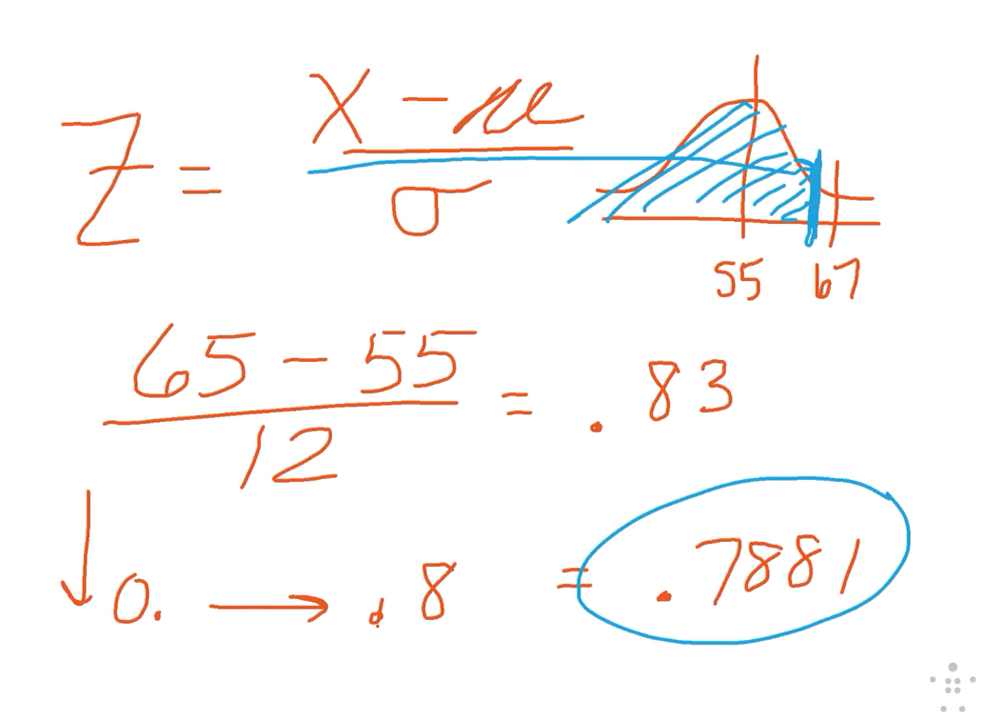 Z = X - μ
σ
55 67
65 - 55 = .83
12
↓ 0. → .8 = .7881